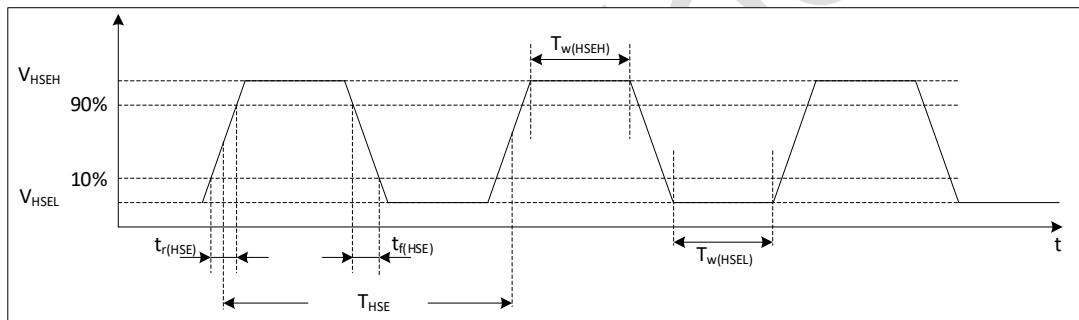 T_w(HSEH)
V_HSEH
90%
10%
V_HSEL
t_r(HSE)
t_f(HSE)
T_w(HSEL)
t
T_HSE